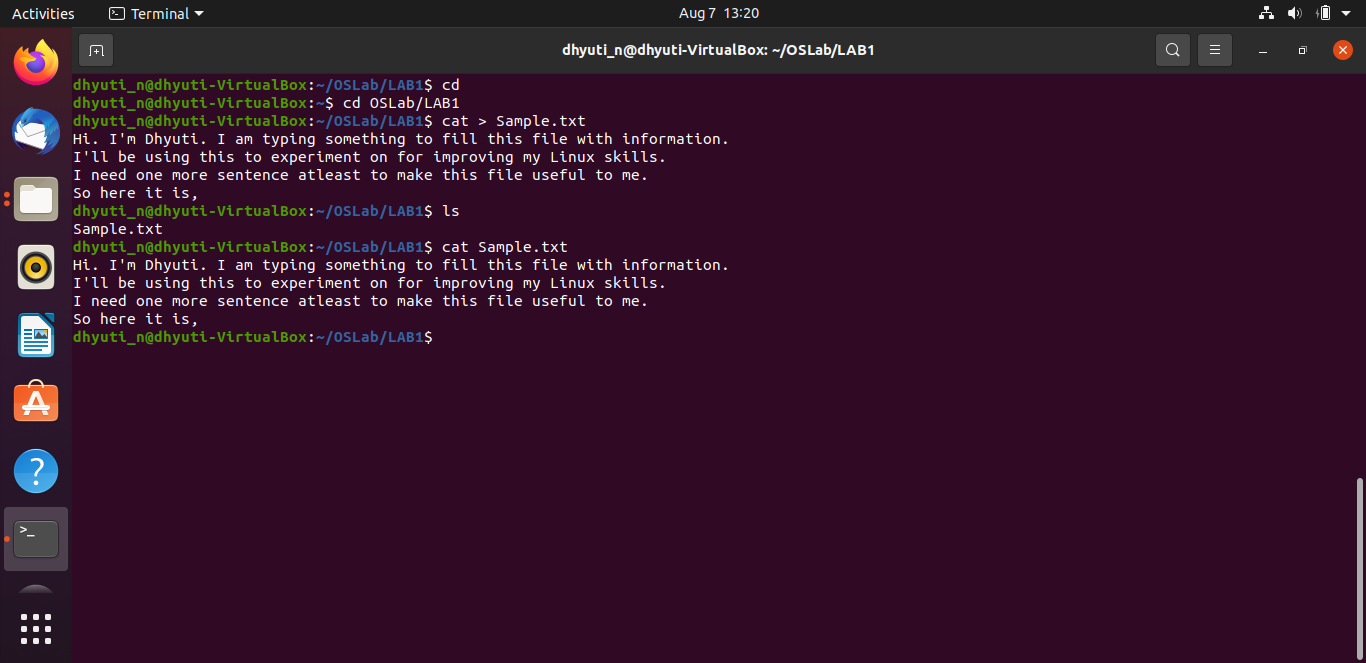 Activities Terminal Aug 7 13:20
dhyuti_n@dhyuti-VirtualBox: ~/OSLab/LAB1
dhyuti_n@dhyuti-VirtualBox:~/OSLab/LAB1$ cd
dhyuti_n@dhyuti-VirtualBox:~$ cd OSLab/LAB1
dhyuti_n@dhyuti-VirtualBox:~/OSLab/LAB1$ cat > Sample.txt
Hi. I'm Dhyuti. I am typing something to fill this file with information.
I'll be using this to experiment on for improving my Linux skills.
I need one more sentence atleast to make this file useful to me.
So here it is,
dhyuti_n@dhyuti-VirtualBox:~/OSLab/LAB1$ ls
Sample.txt
dhyuti_n@dhyuti-VirtualBox:~/OSLab/LAB1$ cat Sample.txt
Hi. I'm Dhyuti. I am typing something to fill this file with information.
I'll be using this to experiment on for improving my Linux skills.
I need one more sentence atleast to make this file useful to me.
So here it is,
dhyuti_n@dhyuti-VirtualBox:~/OSLab/LAB1$